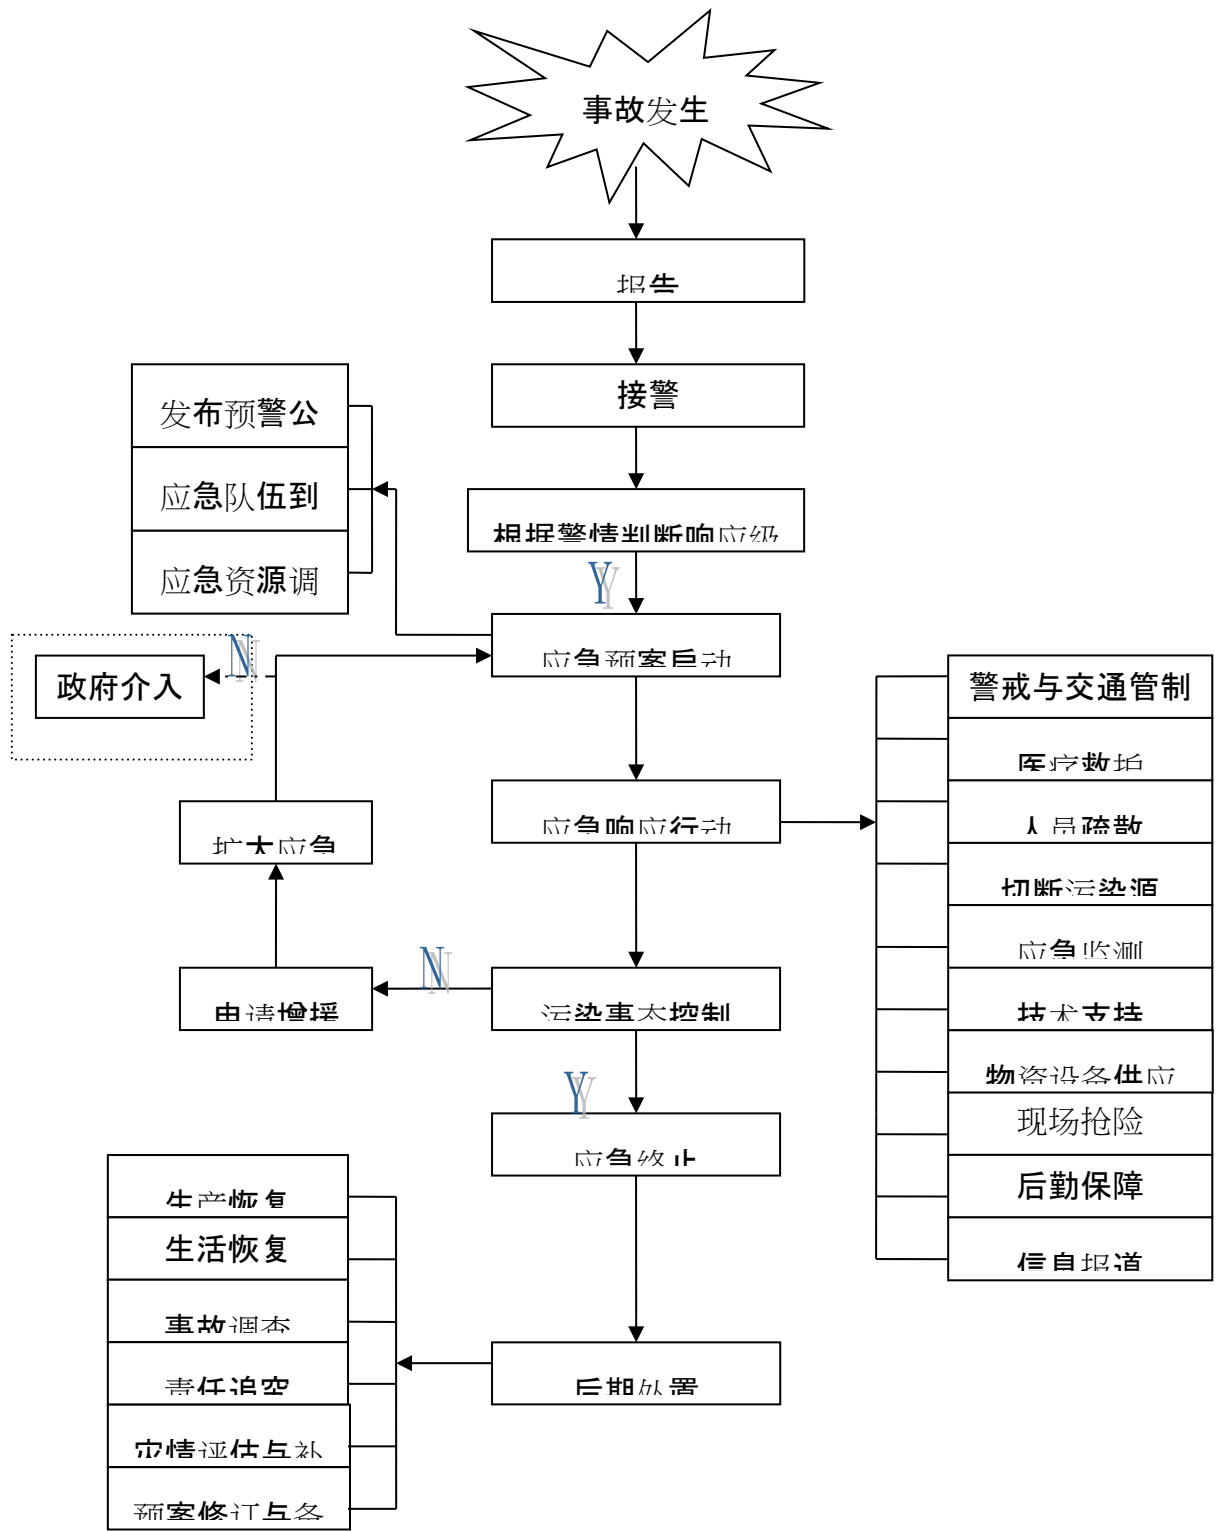 事故发生
报告
接警
发布预警公
应急队伍到
应急资源调
根据警情判断响应级
Y
应急预案启动
N
政府介入
警戒与交通管制
医疗救护
人员疏散
切断污染源
应急监测
技术支持
物资设备供应
现场抢险
后勤保障
信息报道
应急响应行动
扩大应急
N
申请增援
污染事态控制
Y
应急终止
生产恢复
生活恢复
事故调查
责任追究
灾情评估与补
预案修订与备
后期处置